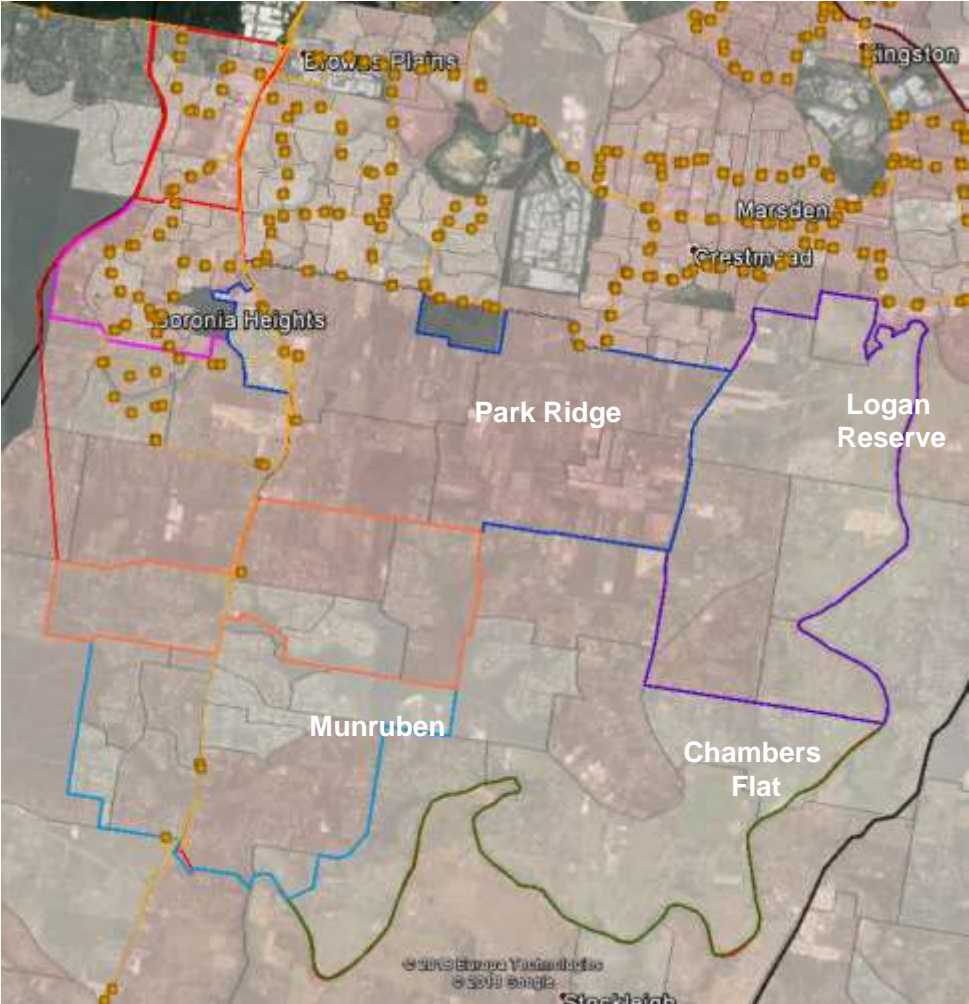 Browns Plains
Kingston
Marsden
Crestmead
Boronia Heights
Park Ridge
Logan
Reserve
Munruben
Chambers
Flat
© 2013 Europa Technologies
© 2013 Google
Stockleigh